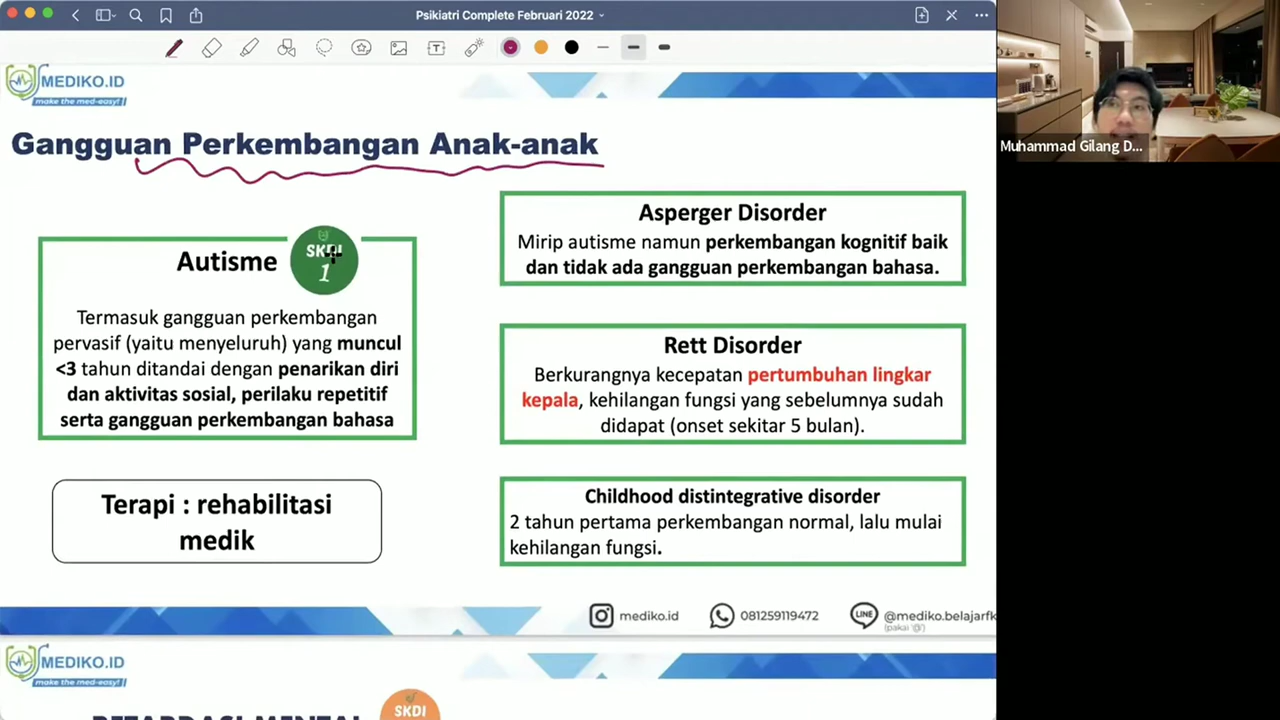 Psikiatri Complete Februari 2022
MEDIKO.ID
make the med-easy!
Gangguan Perkembangan Anak-anak
Muhammad Gilang D...
Autisme
SKDI
1
Termasuk gangguan perkembangan
pervasif (yaitu menyeluruh) yang muncul
<3 tahun ditandai dengan penarikan diri
dan aktivitas sosial, perilaku repetitif
serta gangguan perkembangan bahasa
Terapi : rehabilitasi
medik
Asperger Disorder
Mirip autisme namun perkembangan kognitif baik
dan tidak ada gangguan perkembangan bahasa.
Rett Disorder
Berkurangnya kecepatan pertumbuhan lingkar
kepala, kehilangan fungsi yang sebelumnya sudah
didapat (onset sekitar 5 bulan).
Childhood distintegrative disorder
2 tahun pertama perkembangan normal, lalu mulai
kehilangan fungsi.
mediko.id
081259119472
LINE
@mediko.belajarfk
(pakai '@')
MEDIKO.ID
make the med-easy!
RETARDASI MENTAL
SKDI